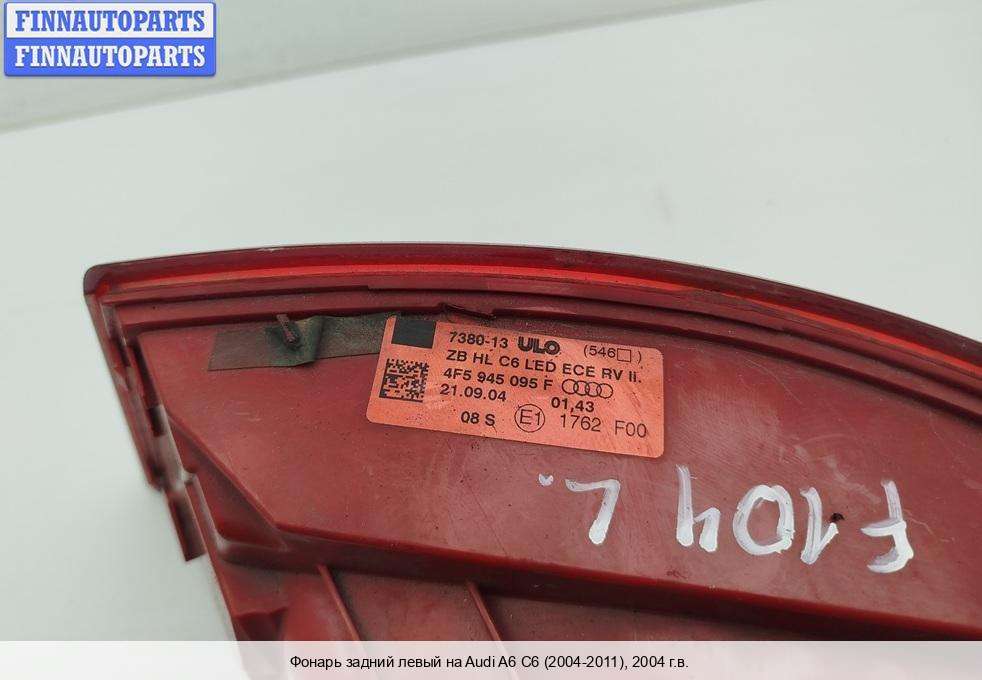 FINNAUTOPARTS
FINNAUTOPARTS
7380-13 ULO (546□)
ZB HL C6 LED ECE RV II.
4F5 945 095 F
21.09.04 01,43
08 S E1 1762 F00
F104 L.
Фонарь задний левый на Audi A6 C6 (2004-2011), 2004 г.в.